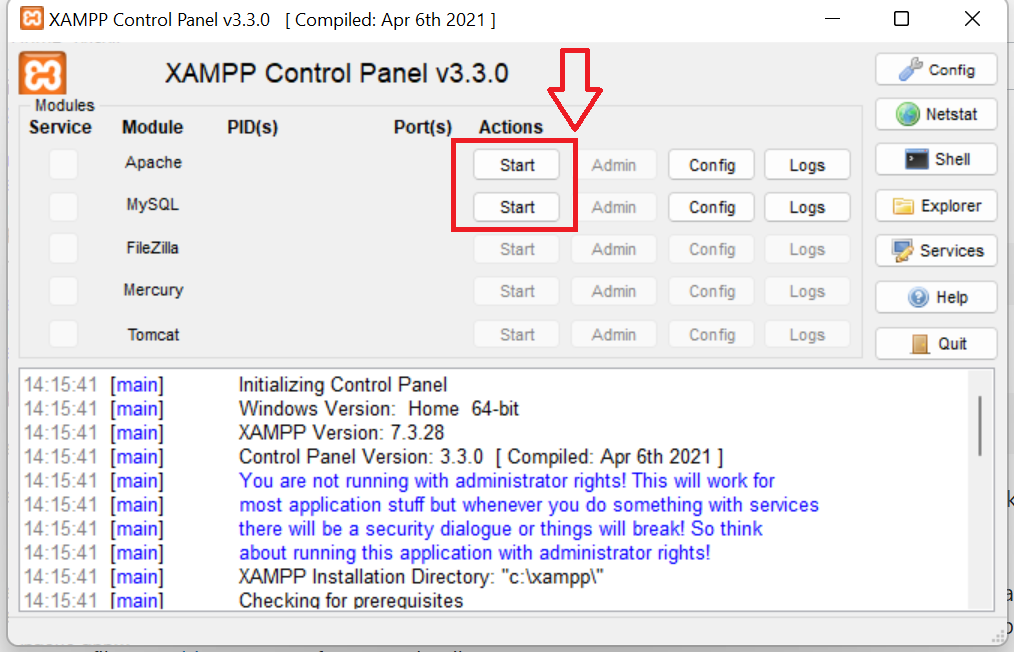 XAMPP Control Panel v3.3.0 [ Compiled: Apr 6th 2021 ]
XAMPP Control Panel v3.3.0
Config
Modules
Service Module PID(s) Port(s) Actions
Netstat
Apache Start Admin Config Logs
Shell
MySQL Start Admin Config Logs
Explorer
FileZilla Start Admin Config Logs
Services
Mercury Start Admin Config Logs
Help
Tomcat Start Admin Config Logs
Quit
14:15:41 [main] Initializing Control Panel
14:15:41 [main] Windows Version: Home 64-bit
14:15:41 [main] XAMPP Version: 7.3.28
14:15:41 [main] Control Panel Version: 3.3.0 [ Compiled: Apr 6th 2021 ]
14:15:41 [main] You are not running with administrator rights! This will work for
14:15:41 [main] most application stuff but whenever you do something with services
14:15:41 [main] there will be a security dialogue or things will break! So think
14:15:41 [main] about running this application with administrator rights!
14:15:41 [main] XAMPP Installation Directory: "c:\xampp\"
14:15:41 [main] Checking for prerequisites